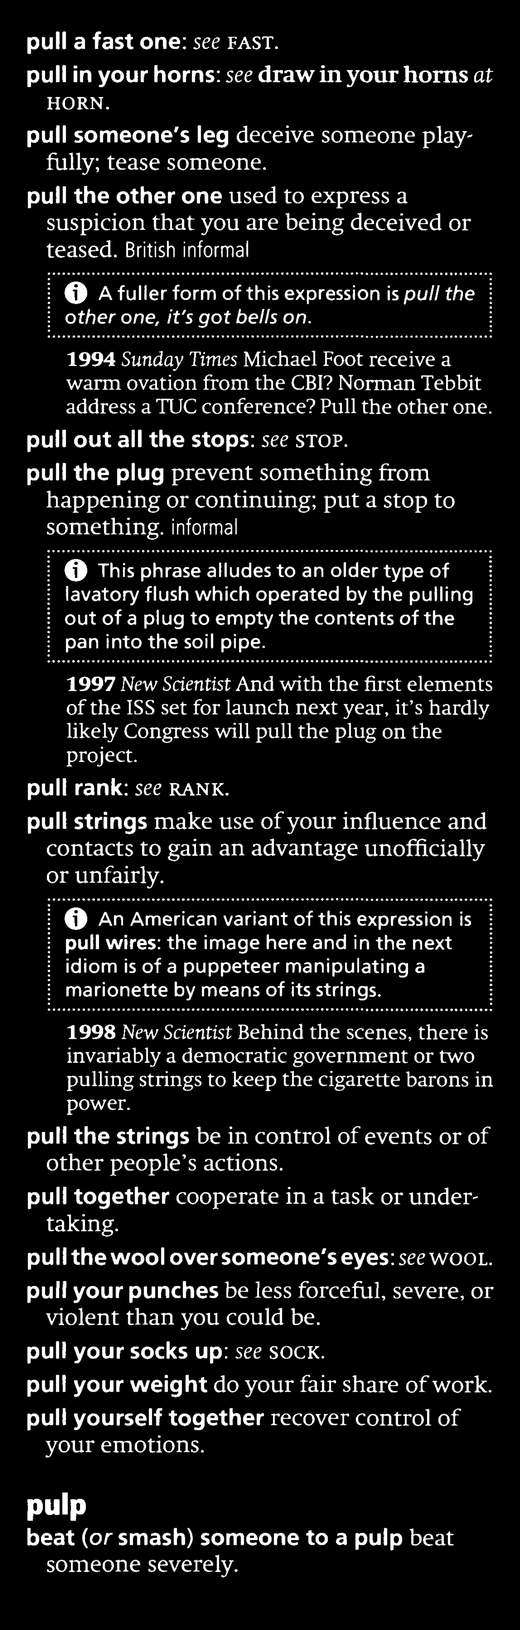 pull a fast one: see FAST.
pull in your horns: see draw in your horns at
HORN.
pull someone's leg deceive someone play-
fully; tease someone.
pull the other one used to express a
suspicion that you are being deceived or
teased. British informal
i A fuller form of this expression is pull the
other one, it's got bells on.
1994 Sunday Times Michael Foot receive a
warm ovation from the CBI? Norman Tebbit
address a TUC conference? Pull the other one.
pull out all the stops: see STOP.
pull the plug prevent something from
happening or continuing; put a stop to
something. informal
i This phrase alludes to an older type of
lavatory flush which operated by the pulling
out of a plug to empty the contents of the
pan into the soil pipe.
1997 New Scientist And with the first elements
of the ISS set for launch next year, it's hardly
likely Congress will pull the plug on the
project.
pull rank: see RANK.
pull strings make use of your influence and
contacts to gain an advantage unofficially
or unfairly.
i An American variant of this expression is
pull wires: the image here and in the next
idiom is of a puppeteer manipulating a
marionette by means of its strings.
1998 New Scientist Behind the scenes, there is
invariably a democratic government or two
pulling strings to keep the cigarette barons in
power.
pull the strings be in control of events or of
other people's actions.
pull together cooperate in a task or under-
taking.
pull the wool over someone's eyes: see WOOL.
pull your punches be less forceful, severe, or
violent than you could be.
pull your socks up: see SOCK.
pull your weight do your fair share of work.
pull yourself together recover control of
your emotions.
pulp
beat (or smash) someone to a pulp beat
someone severely.